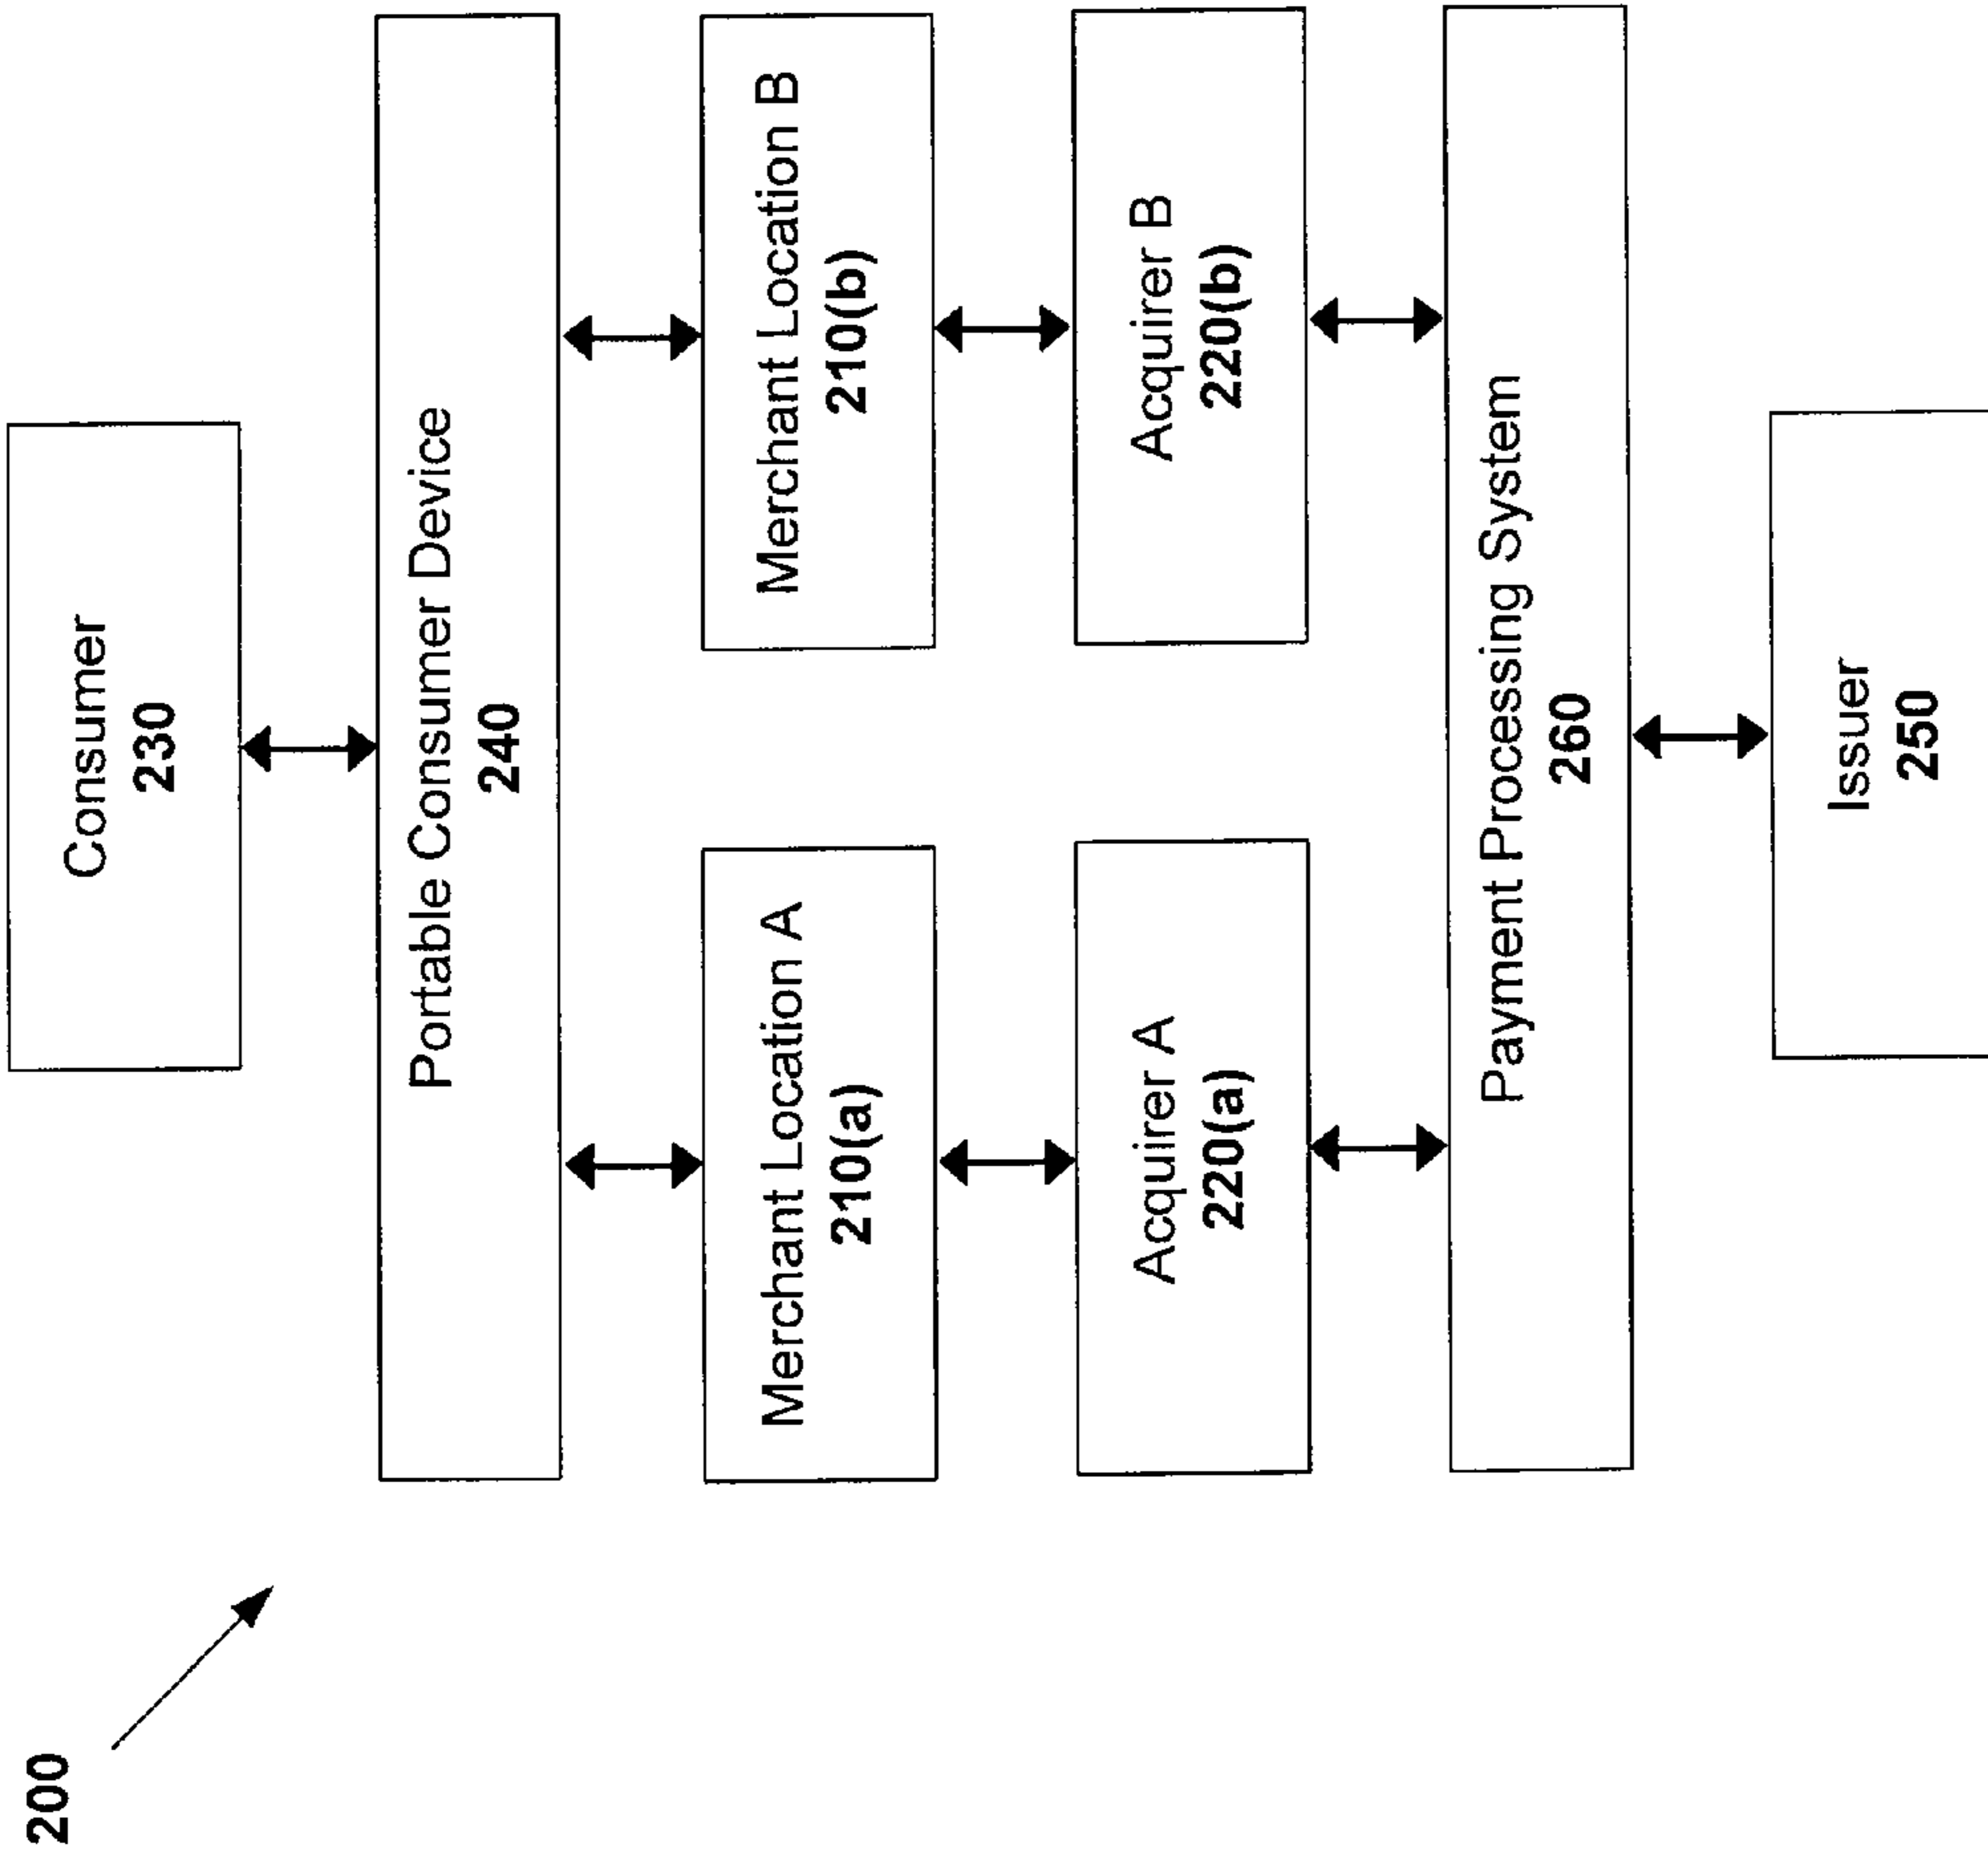 200
Consumer
230
Portable Consumer Device
240
Merchant Location A
210(a)
Merchant Location B
210(b)
Acquirer A
220(a)
Acquirer B
220(b)
Payment Processing System
260
Issuer
250